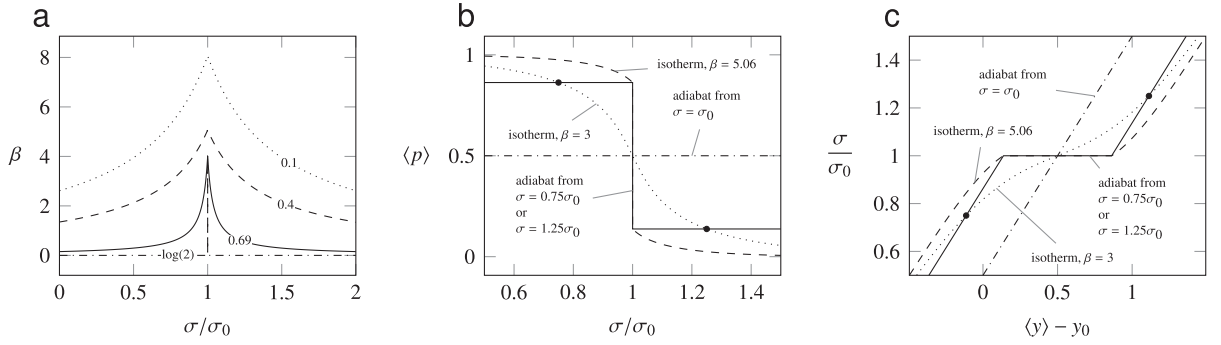 a
8
6
4
2
0
β
0.1
0.4
0.69
-log(2)
0
0.5
1
1.5
2
σ/σ₀
b
1
0.5
0
⟨p⟩
isotherm, β = 5.06
adiabat from
σ = σ₀
isotherm, β = 3
adiabat from
σ = 0.75σ₀
or
σ = 1.25σ₀
0.6
0.8
1
1.2
1.4
σ/σ₀
c
1.4
1.2
1
0.8
0.6
σ
σ₀
adiabat from
σ = σ₀
isotherm, β = 5.06
adiabat from
σ = 0.75σ₀
or
σ = 1.25σ₀
isotherm, β = 3
0
0.5
1
⟨y⟩ − y₀